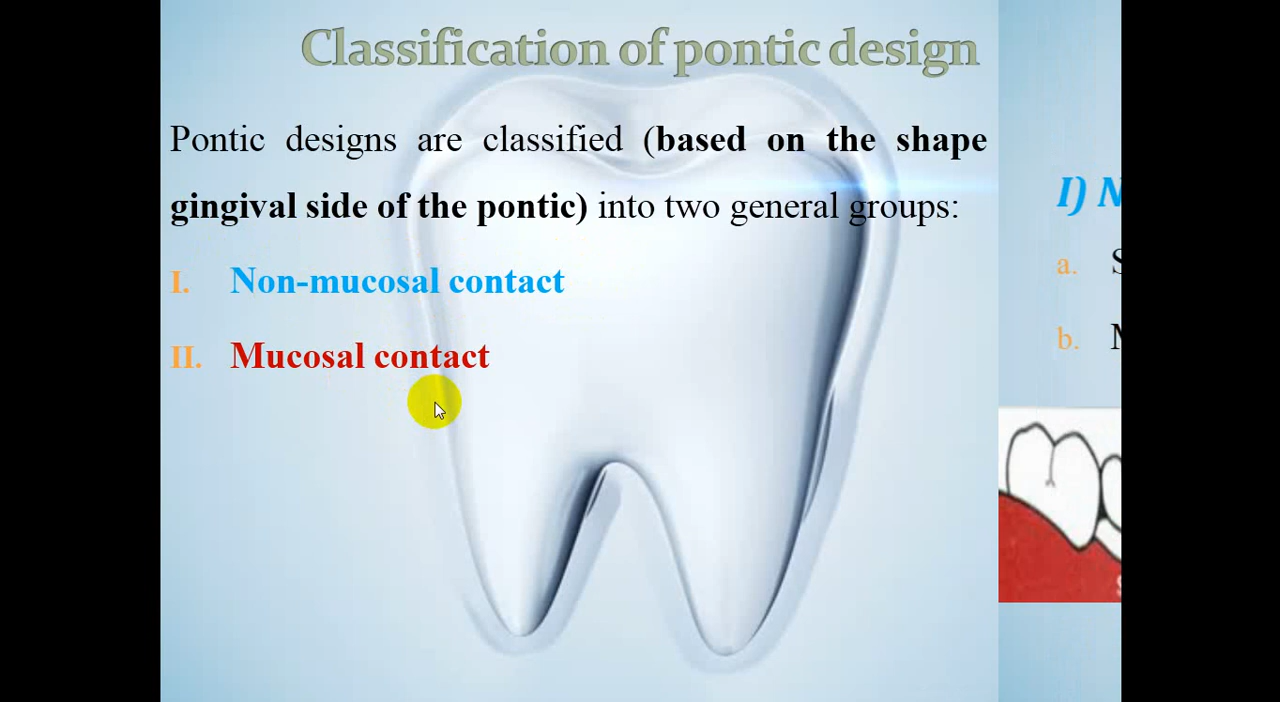 Classification of pontic design
Pontic designs are classified (based on the shape
gingival side of the pontic) into two general groups:
I. Non-mucosal contact
II. Mucosal contact
I)
a.
b.